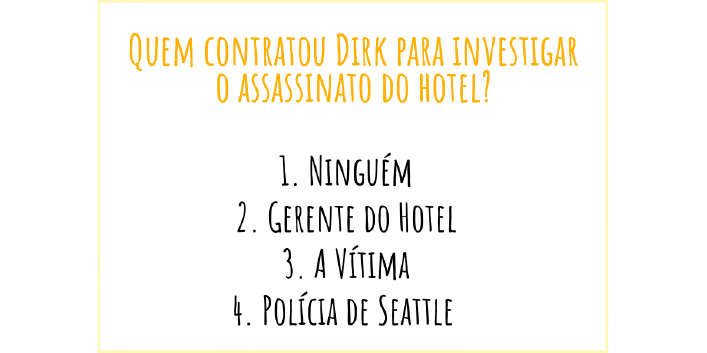 Quem contratou Dirk para investigar
o assassinato do hotel?
1. Ninguém
2. Gerente do Hotel
3. A Vítima
4. Polícia de Seattle